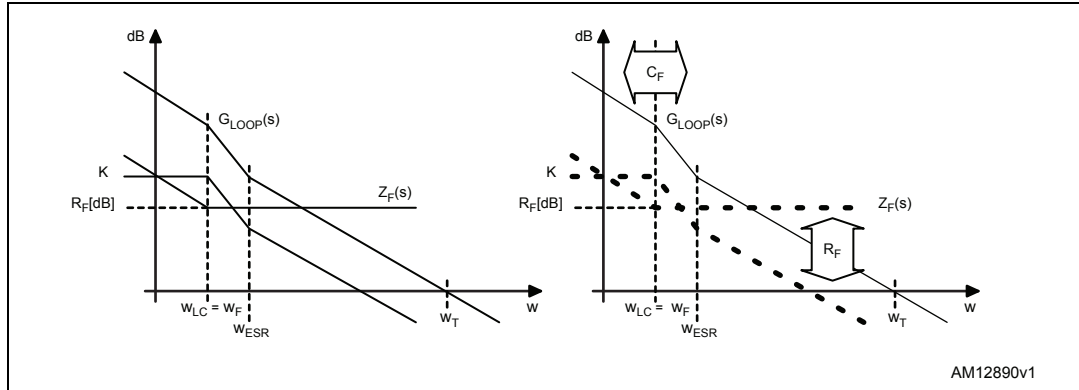 dB
G_LOOP(s)
K
Z_F(s)
R_F[dB]
w_LC = w_F
w_ESR
w_T
w
dB
C_F
G_LOOP(s)
K
Z_F(s)
R_F[dB]
R_F
w_LC = w_F
w_ESR
w_T
w
AM12890v1